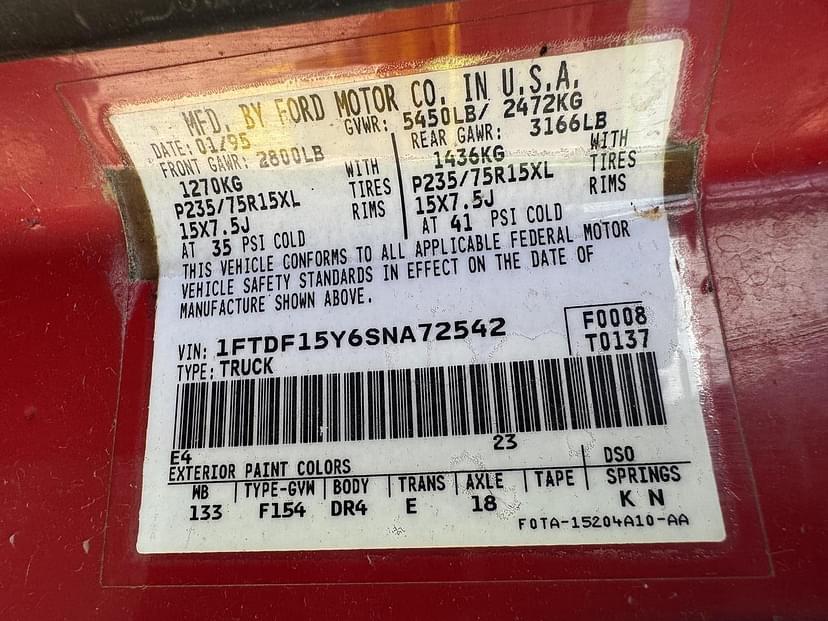 MFD. BY FORD MOTOR CO. IN U.S.A.
DATE: 01/95 GVWR: 5450LB/ 2472KG
FRONT GAWR: 2800LB REAR GAWR: 3166LB
1270KG WITH 1436KG WITH
P235/75R15XL TIRES P235/75R15XL TIRES
15X7.5J RIMS 15X7.5J RIMS
AT 35 PSI COLD AT 41 PSI COLD
THIS VEHICLE CONFORMS TO ALL APPLICABLE FEDERAL MOTOR
VEHICLE SAFETY STANDARDS IN EFFECT ON THE DATE OF
MANUFACTURE SHOWN ABOVE.
F0008
VIN: 1FTDF15Y6SNA72542 T0137
TYPE: TRUCK
E4 23
EXTERIOR PAINT COLORS DSO
WB TYPE-GVW BODY TRANS AXLE TAPE SPRINGS
133 F154 DR4 E 18 K N
F0TA-15204A10-AA